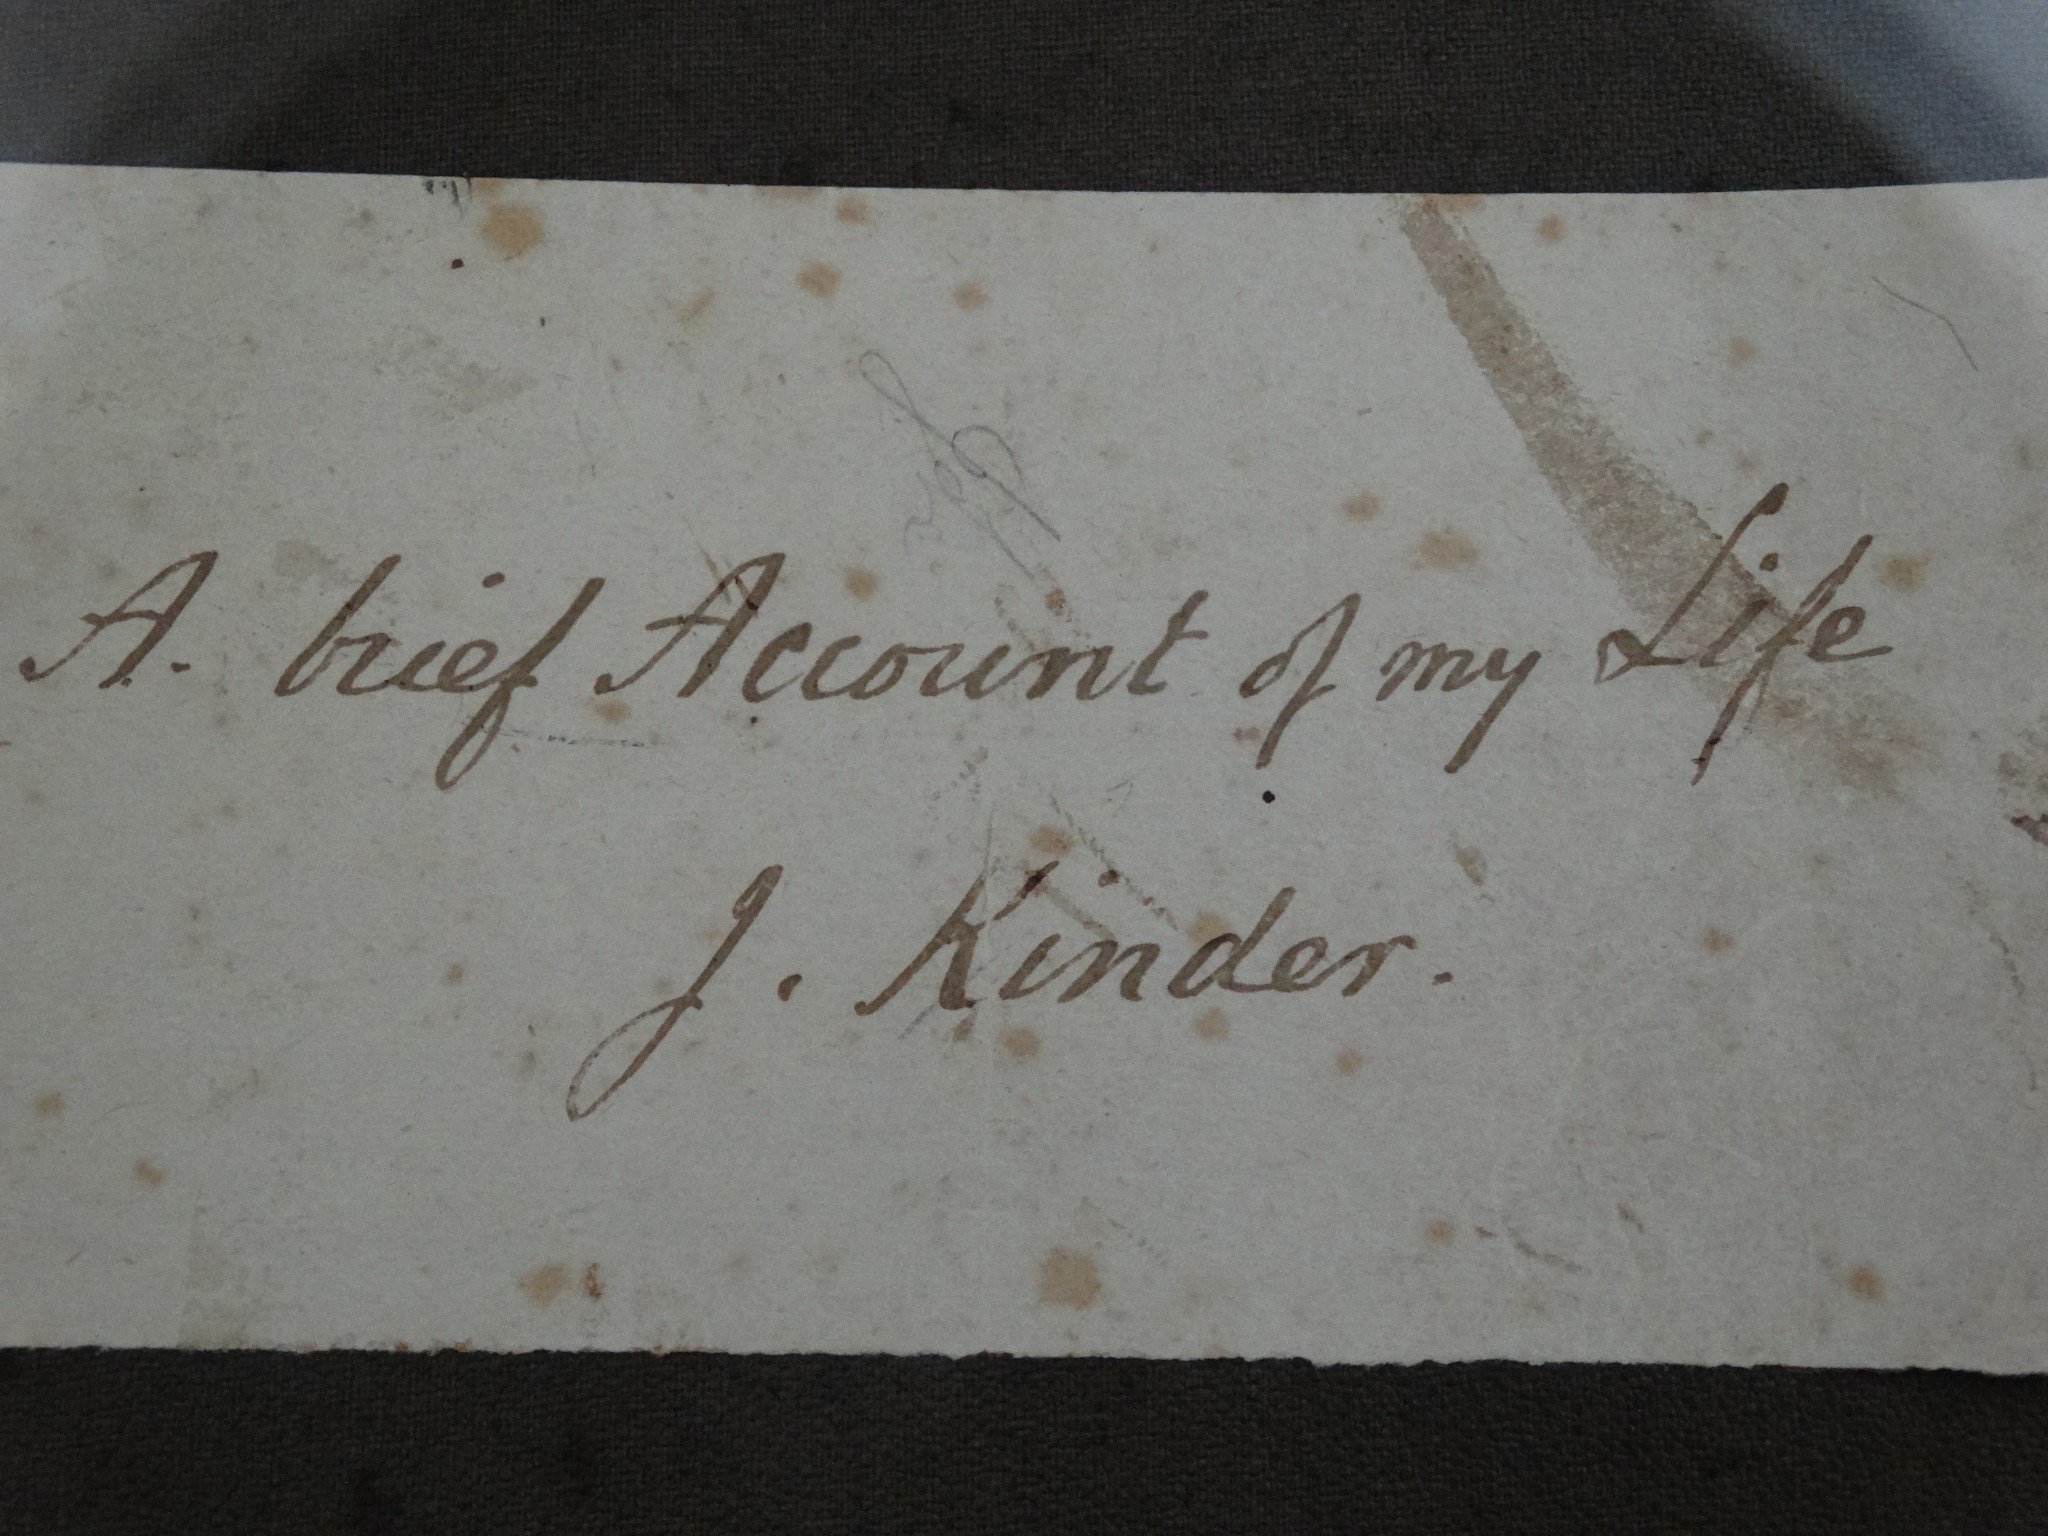 A. brief Account of my Life
J. Kinder.